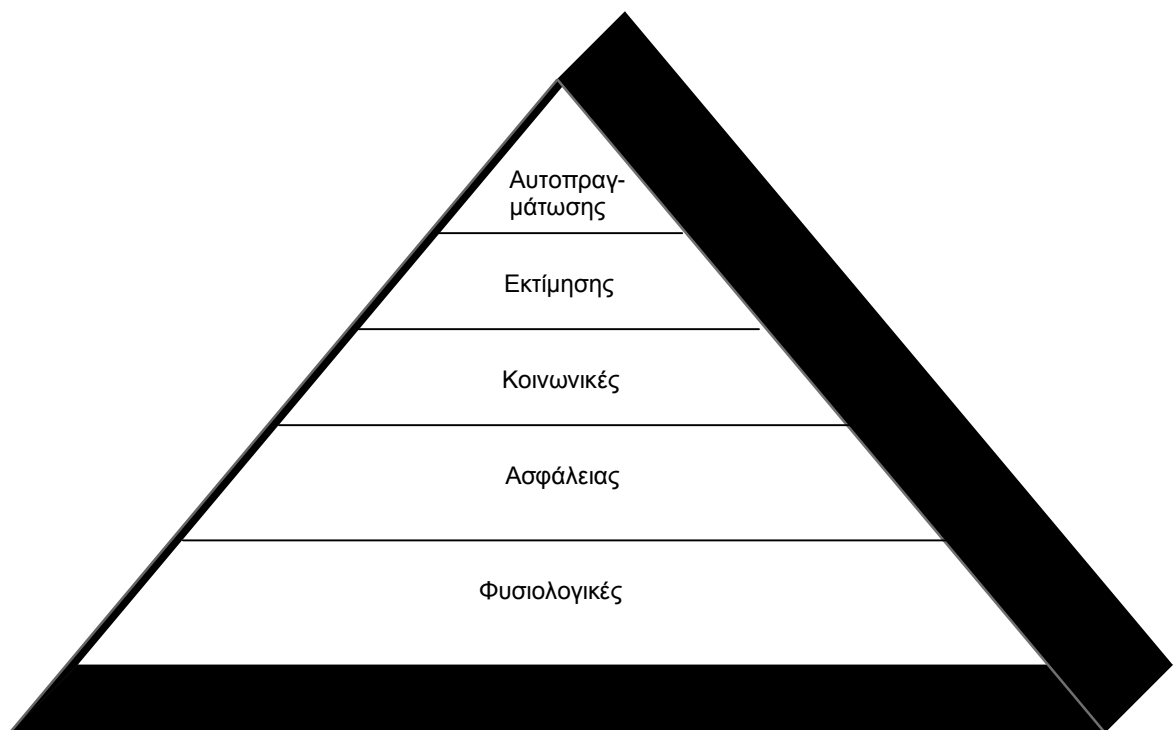 Αυτοπραγ-
μάτωσης
Εκτίμησης
Κοινωνικές
Ασφάλειας
Φυσιολογικές